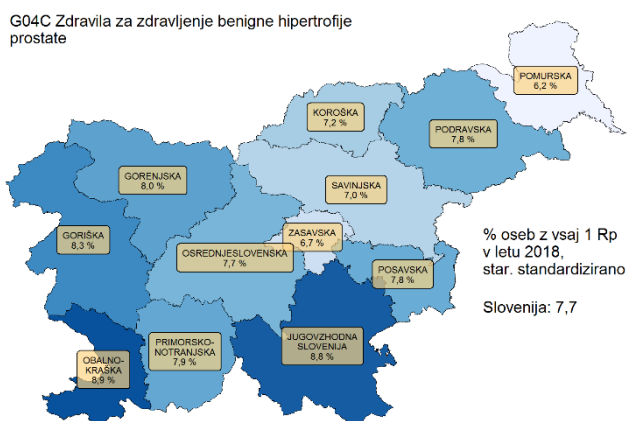 G04C Zdravila za zdravljenje benigne hipertrofije
prostate
POMURSKA
6,2 %
KOROŠKA
7,2 %
PODRAVSKA
7,8 %
GORENJSKA
8,0 %
SAVINJSKA
7,0 %
GORIŠKA
8,3 %
ZASAVSKA
6,7 %
OSREDNJESLOVENSKA
7,7 %
POSAVSKA
7,8 %
% oseb z vsaj 1 Rp
v letu 2018,
star. standardizirano
Slovenija: 7,7
PRIMORSKO-
NOTRANJSKA
7,9 %
JUGOVZHODNA
SLOVENIJA
8,8 %
OBALNO-
KRAŠKA
8,9 %